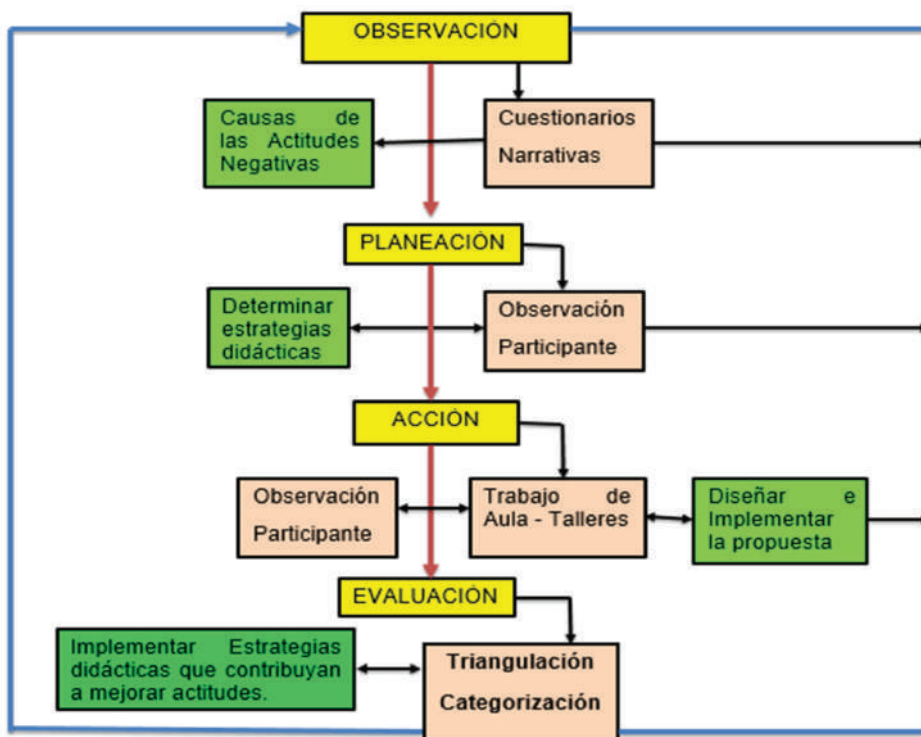 OBSERVACIÓN
Causas de
las Actitudes
Negativas
Cuestionarios
Narrativas
PLANEACIÓN
Determinar
estrategias
didácticas
Observación
Participante
ACCIÓN
Observación
Participante
Trabajo de
Aula - Talleres
Diseñar e
Implementar
la propuesta
EVALUACIÓN
Implementar Estrategias
didácticas que contribuyan
a mejorar actitudes.
Triangulación
Categorización